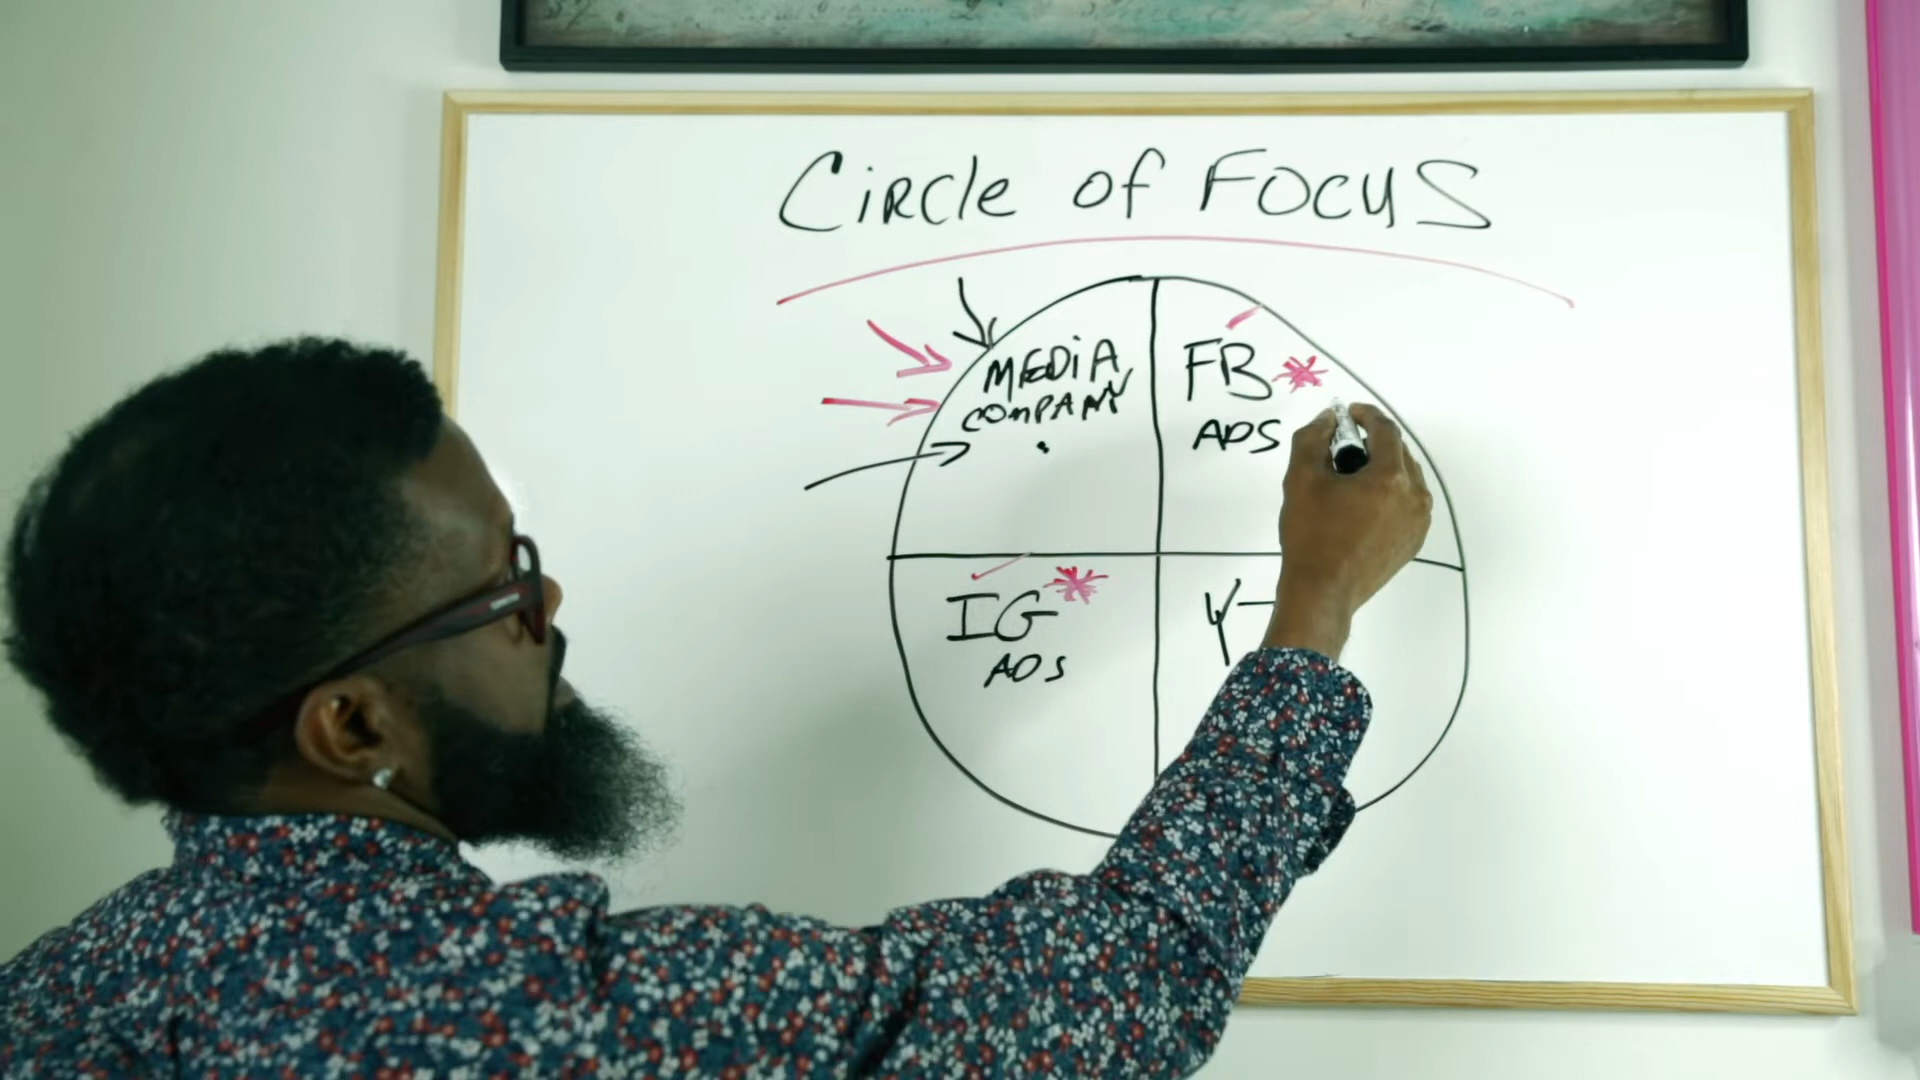 CiRcle of FOCUS
MEDiA
COMPANY
FB
ADS
IG
ADS